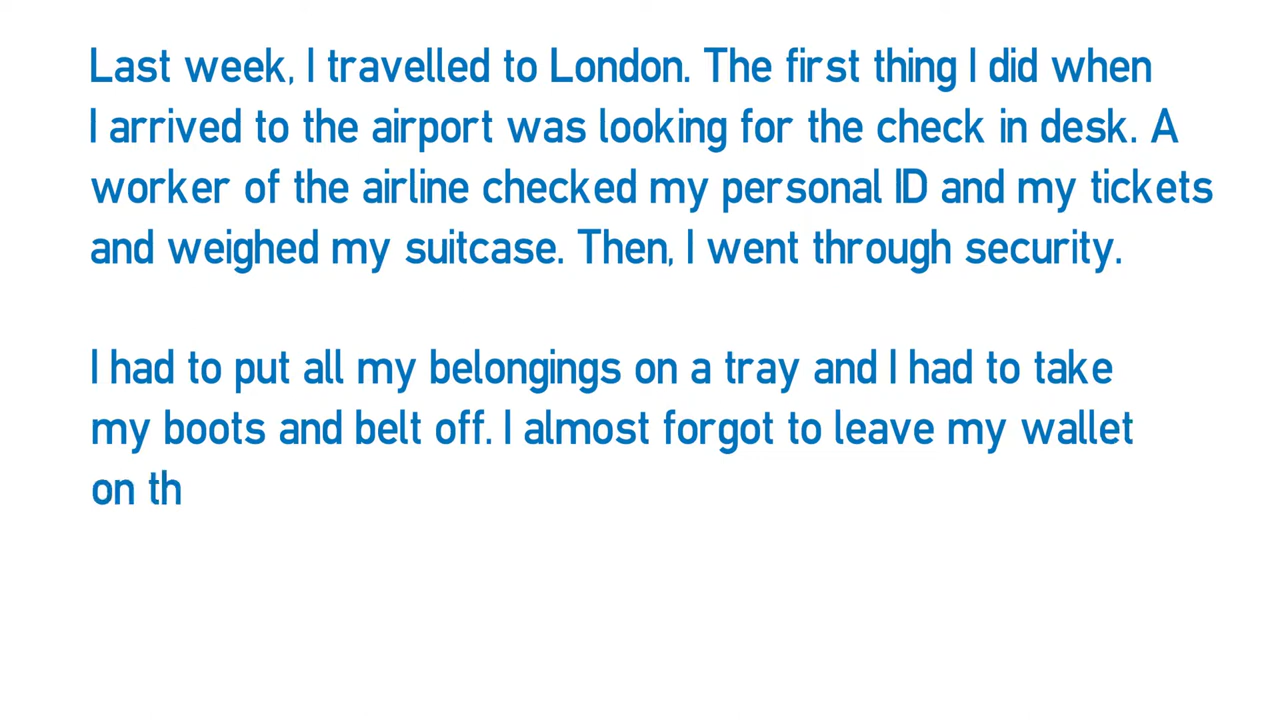 Last week, I travelled to London. The first thing I did when
I arrived to the airport was looking for the check in desk. A
worker of the airline checked my personal ID and my tickets
and weighed my suitcase. Then, I went through security.
I had to put all my belongings on a tray and I had to take
my boots and belt off. I almost forgot to leave my wallet
on th